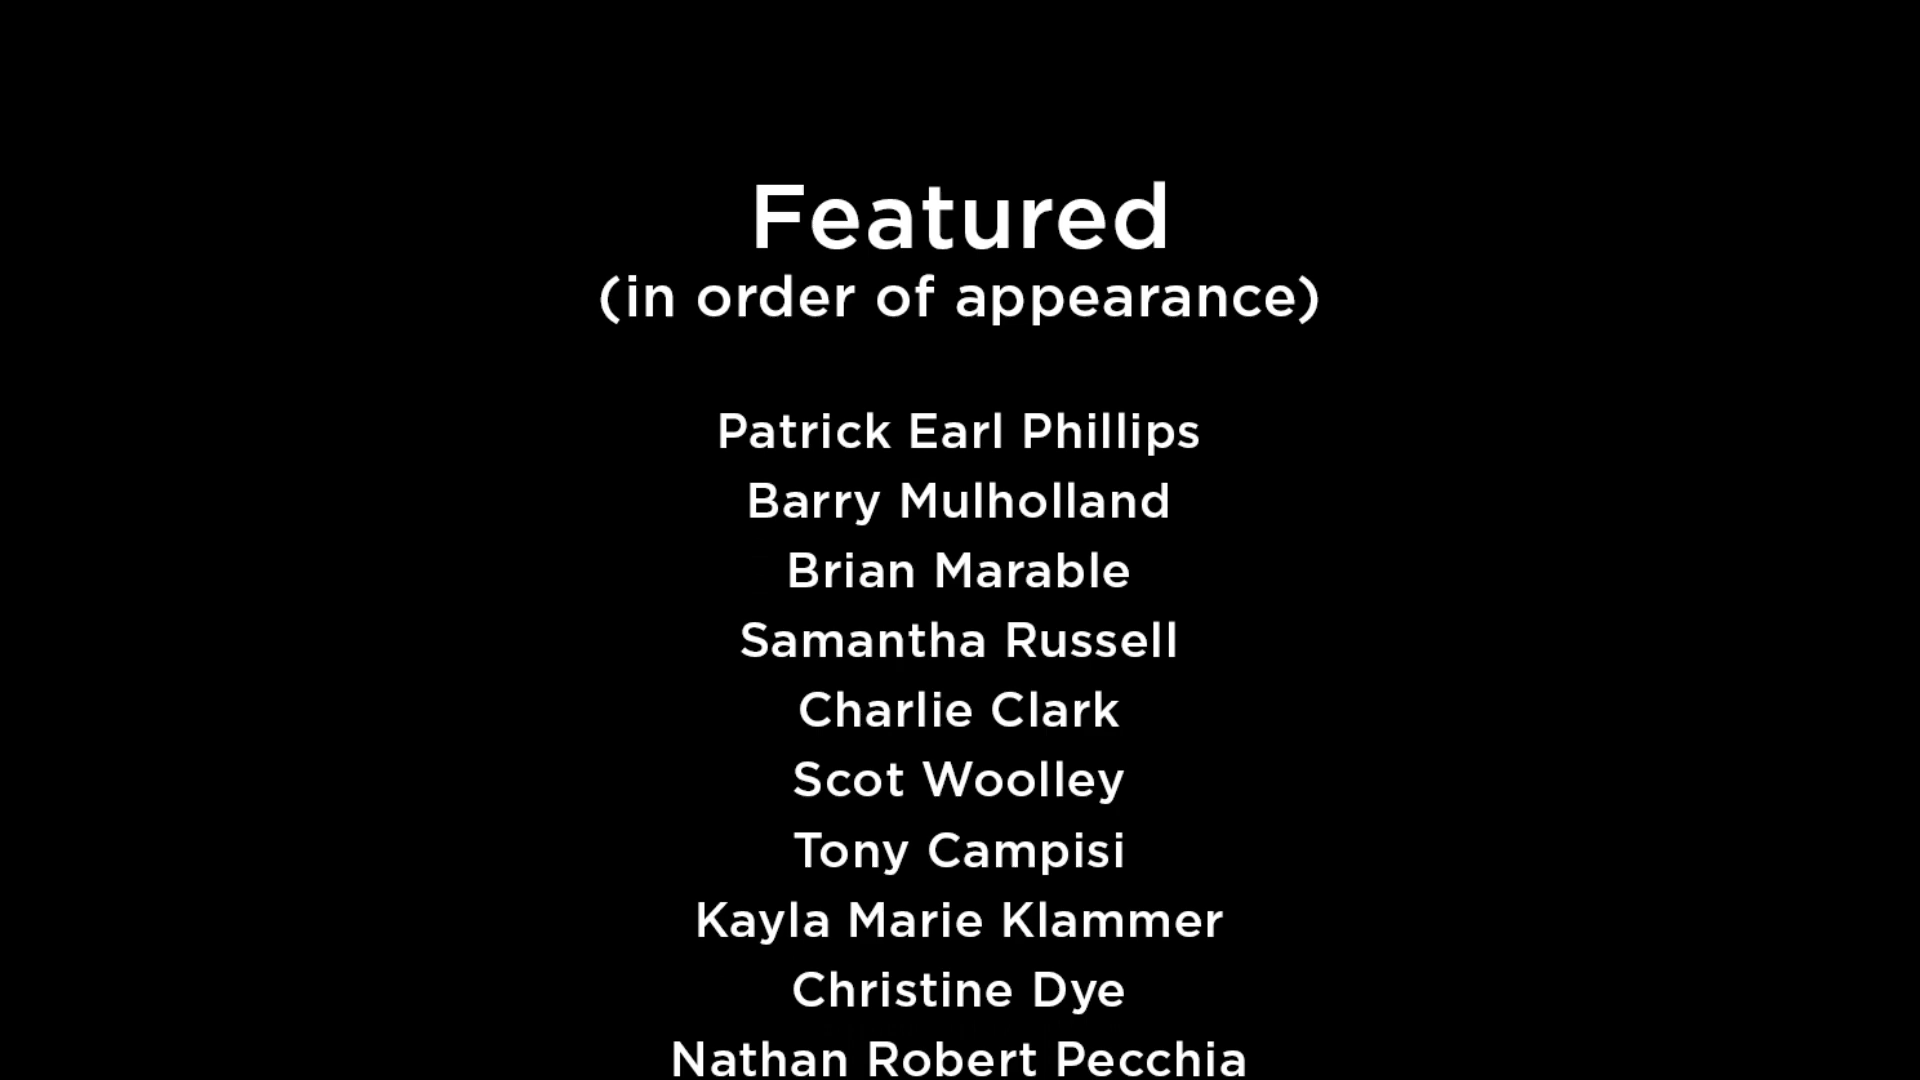 Featured
(in order of appearance)
Patrick Earl Phillips
Barry Mulholland
Brian Marable
Samantha Russell
Charlie Clark
Scot Woolley
Tony Campisi
Kayla Marie Klammer
Christine Dye
Nathan Robert Pecchia